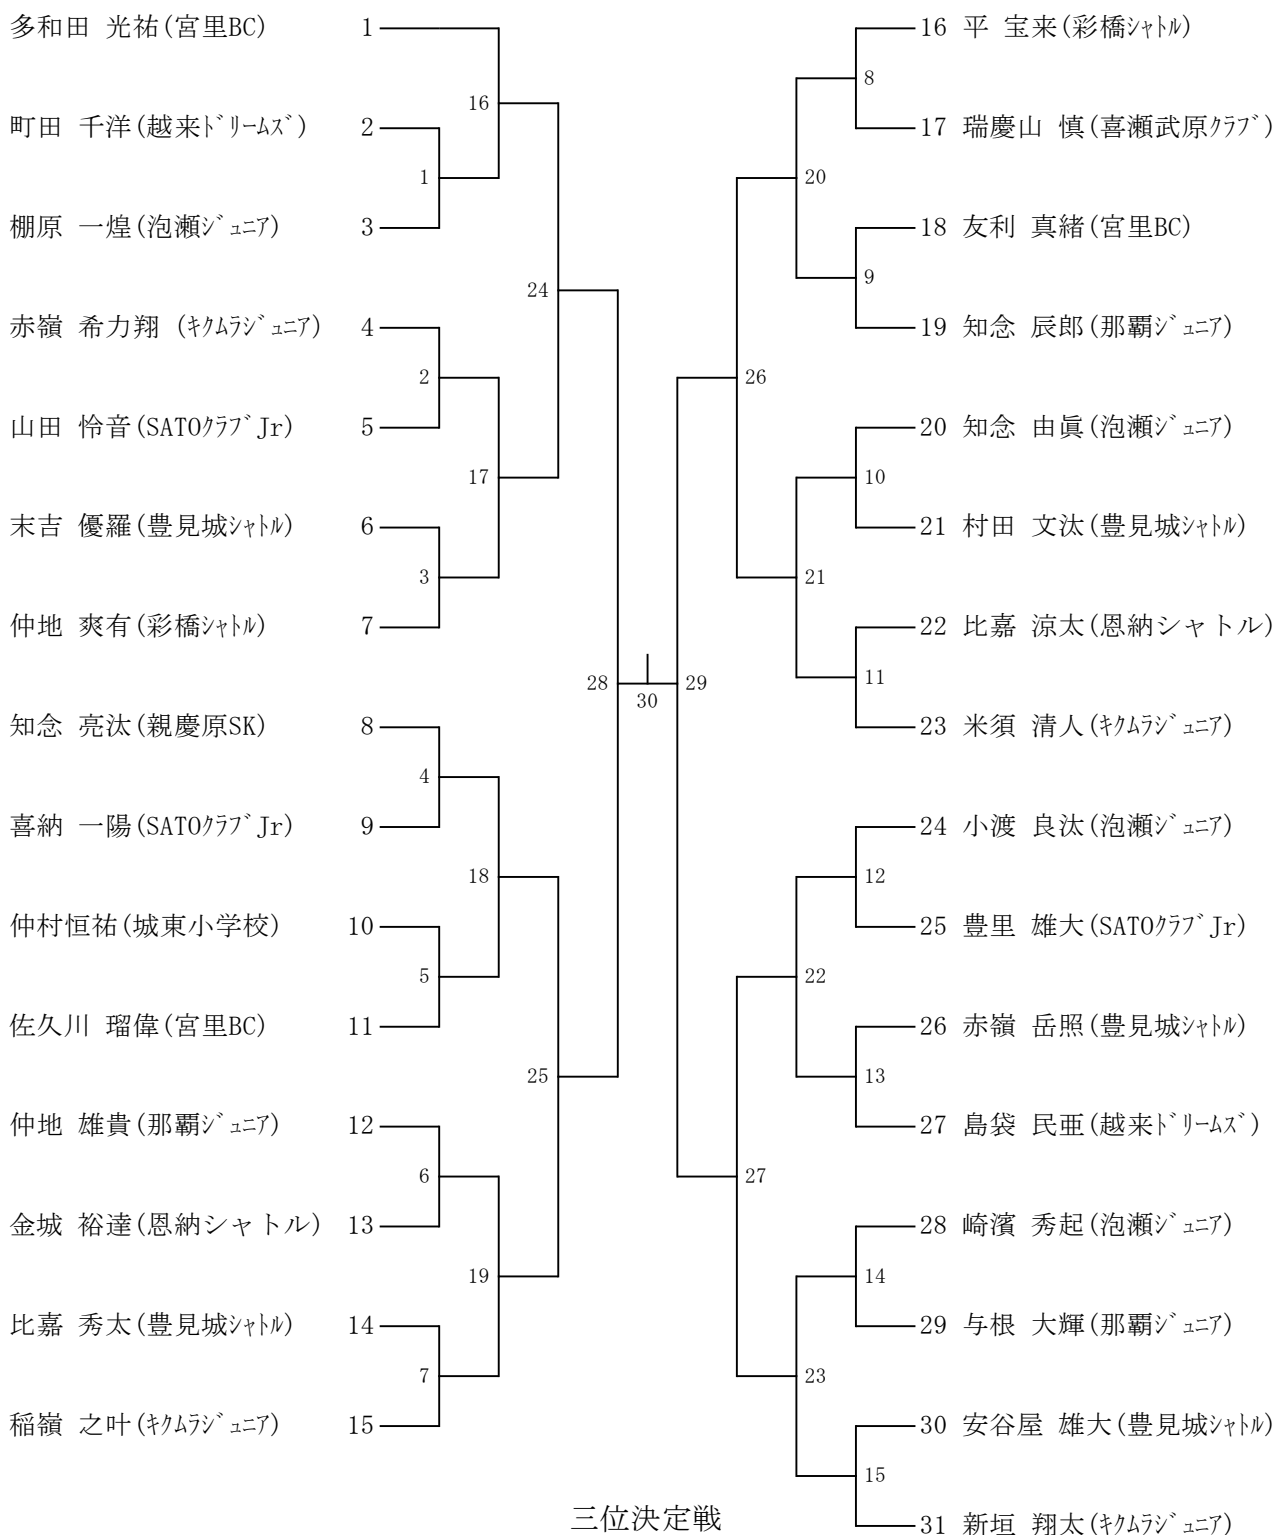 多和田 光祐(宮里BC) 1
町田 千洋(越来ﾄﾞﾘｰﾑｽﾞ) 2
棚原 一煌(泡瀬ｼﾞｭﾆｱ) 3
赤嶺 希力翔 (ｷｸﾑﾗｼﾞｭﾆｱ) 4
山田 怜音(SATOｸﾗﾌﾞJr) 5
末吉 優羅(豊見城ｼｬﾄﾙ) 6
仲地 爽有(彩橋ｼｬﾄﾙ) 7
知念 亮汰(親慶原SK) 8
喜納 一陽(SATOｸﾗﾌﾞJr) 9
仲村恒祐(城東小学校) 10
佐久川 瑠偉(宮里BC) 11
仲地 雄貴(那覇ｼﾞｭﾆｱ) 12
金城 裕達(恩納シャトル) 13
比嘉 秀太(豊見城ｼｬﾄﾙ) 14
稲嶺 之叶(ｷｸﾑﾗｼﾞｭﾆｱ) 15
1
2
3
4
5
6
7
16
17
18
19
24
25
28
30
29
26
27
20
21
22
23
8
9
10
11
12
13
14
15
16 平 宝来(彩橋ｼｬﾄﾙ)
17 瑞慶山 慎(喜瀬武原ｸﾗﾌﾞ)
18 友利 真緒(宮里BC)
19 知念 辰郎(那覇ｼﾞｭﾆｱ)
20 知念 由眞(泡瀬ｼﾞｭﾆｱ)
21 村田 文汰(豊見城ｼｬﾄﾙ)
22 比嘉 涼太(恩納シャトル)
23 米須 清人(ｷｸﾑﾗｼﾞｭﾆｱ)
24 小渡 良汰(泡瀬ｼﾞｭﾆｱ)
25 豊里 雄大(SATOｸﾗﾌﾞJr)
26 赤嶺 岳照(豊見城ｼｬﾄﾙ)
27 島袋 民亜(越来ﾄﾞﾘｰﾑｽﾞ)
28 崎濱 秀起(泡瀬ｼﾞｭﾆｱ)
29 与根 大輝(那覇ｼﾞｭﾆｱ)
30 安谷屋 雄大(豊見城ｼｬﾄﾙ)
31 新垣 翔太(ｷｸﾑﾗｼﾞｭﾆｱ)
三位決定戦